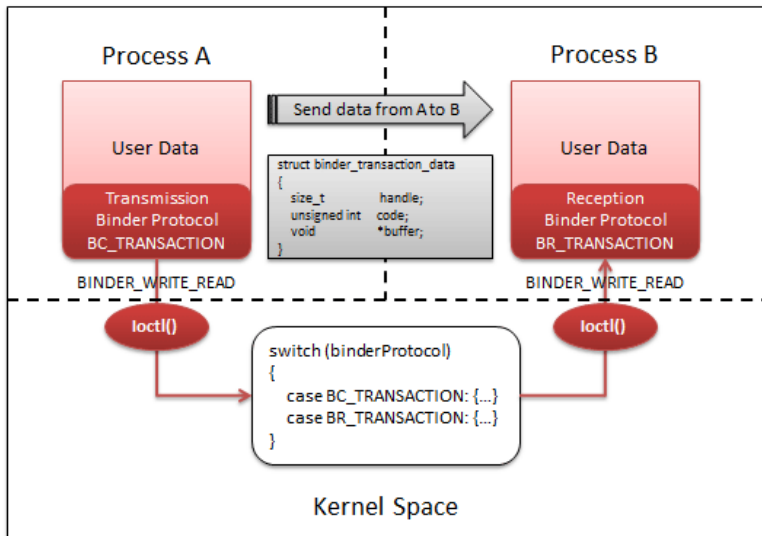 Process A
Process B
Send data from A to B
User Data
User Data
struct binder_transaction_data
{
size_t handle;
unsigned int code;
void *buffer;
}
Transmission
Binder Protocol
BC_TRANSACTION
Reception
Binder Protocol
BR_TRANSACTION
BINDER_WRITE_READ
BINDER_WRITE_READ
Ioctl()
Ioctl()
switch (binderProtocol)
{
case BC_TRANSACTION: {...}
case BR_TRANSACTION: {...}
}
Kernel Space